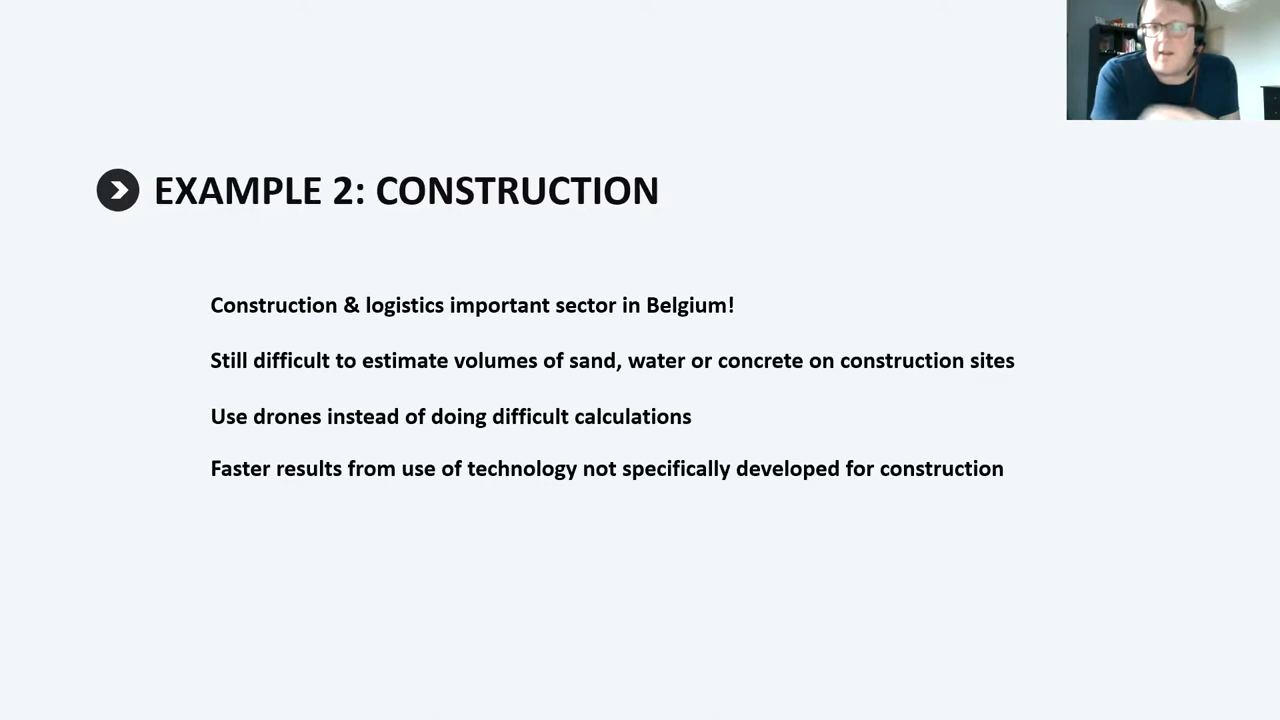 EXAMPLE 2: CONSTRUCTION
Construction & logistics important sector in Belgium!
Still difficult to estimate volumes of sand, water or concrete on construction sites
Use drones instead of doing difficult calculations
Faster results from use of technology not specifically developed for construction